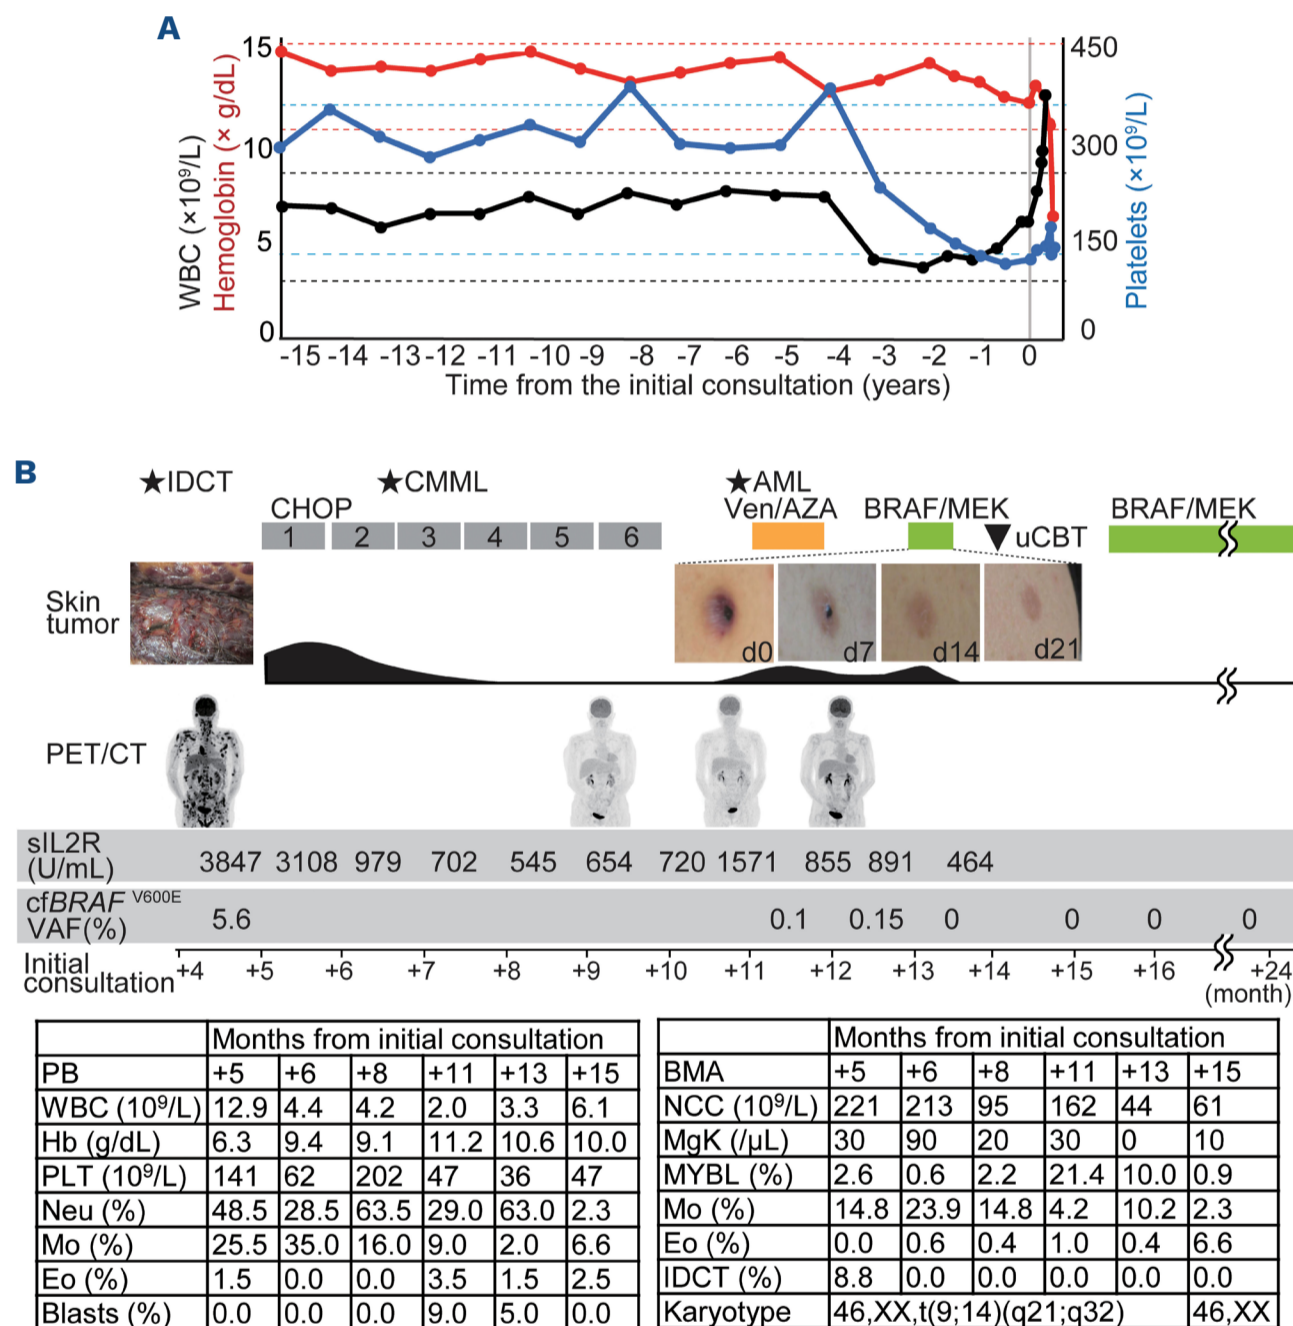 A
15
10
5
0
WBC (×10⁹/L)
Hemoglobin (× g/dL)
450
300
150
0
Platelets (×10⁹/L)
-15 -14 -13 -12 -11 -10 -9 -8 -7 -6 -5 -4 -3 -2 -1 0
Time from the initial consultation (years)
B
★IDCT ★CMML ★AML
CHOP Ven/AZA BRAF/MEK BRAF/MEK
1 2 3 4 5 6 ▼uCBT
Skin
tumor
d0 d7 d14 d21
PET/CT
sIL2R
(U/mL) 3847 3108 979 702 545 654 720 1571 855 891 464
cfBRAF V600E
VAF(%) 5.6 0.1 0.15 0 0 0 0
Initial
consultation +4 +5 +6 +7 +8 +9 +10 +11 +12 +13 +14 +15 +16 +24
(month)
Months from initial consultation
PB +5 +6 +8 +11 +13 +15
WBC (10⁹/L) 12.9 4.4 4.2 2.0 3.3 6.1
Hb (g/dL) 6.3 9.4 9.1 11.2 10.6 10.0
PLT (10⁹/L) 141 62 202 47 36 47
Neu (%) 48.5 28.5 63.5 29.0 63.0 2.3
Mo (%) 25.5 35.0 16.0 9.0 2.0 6.6
Eo (%) 1.5 0.0 0.0 3.5 1.5 2.5
Blasts (%) 0.0 0.0 0.0 9.0 5.0 0.0
Months from initial consultation
BMA +5 +6 +8 +11 +13 +15
NCC (10⁹/L) 221 213 95 162 44 61
MgK (/µL) 30 90 20 30 0 10
MYBL (%) 2.6 0.6 2.2 21.4 10.0 0.9
Mo (%) 14.8 23.9 14.8 4.2 10.2 2.3
Eo (%) 0.0 0.6 0.4 1.0 0.4 6.6
IDCT (%) 8.8 0.0 0.0 0.0 0.0 0.0
Karyotype 46,XX,t(9;14)(q21;q32) 46,XX